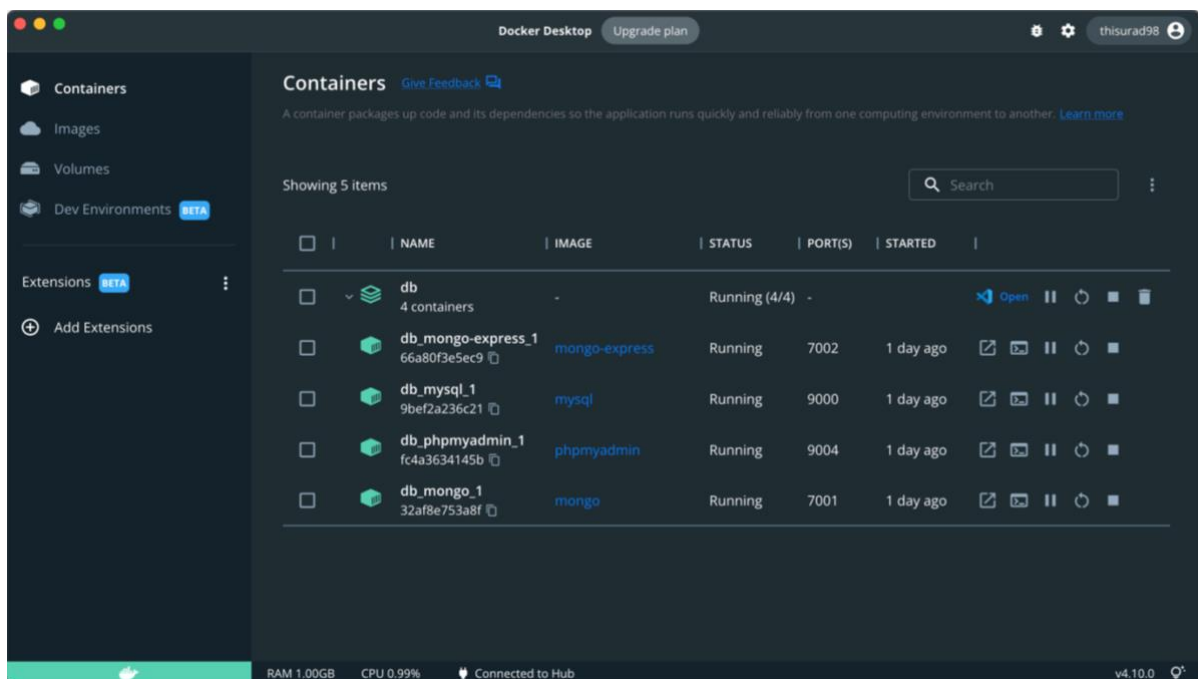 Docker Desktop Upgrade plan thisurad98
Containers
Images
Volumes
Dev Environments BETA
Extensions BETA
Add Extensions
Containers Give Feedback
A container packages up code and its dependencies so the application runs quickly and reliably from one computing environment to another. Learn more
Showing 5 items Search
NAME IMAGE STATUS PORT(S) STARTED
db
4 containers - Running (4/4) - Open
db_mongo-express_1
66a80f3e5ec9 mongo-express Running 7002 1 day ago
db_mysql_1
9bef2a236c21 mysql Running 9000 1 day ago
db_phpmyadmin_1
fc4a3634145b phpmyadmin Running 9004 1 day ago
db_mongo_1
32af8e753a8f mongo Running 7001 1 day ago
RAM 1.00GB CPU 0.99% Connected to Hub v4.10.0